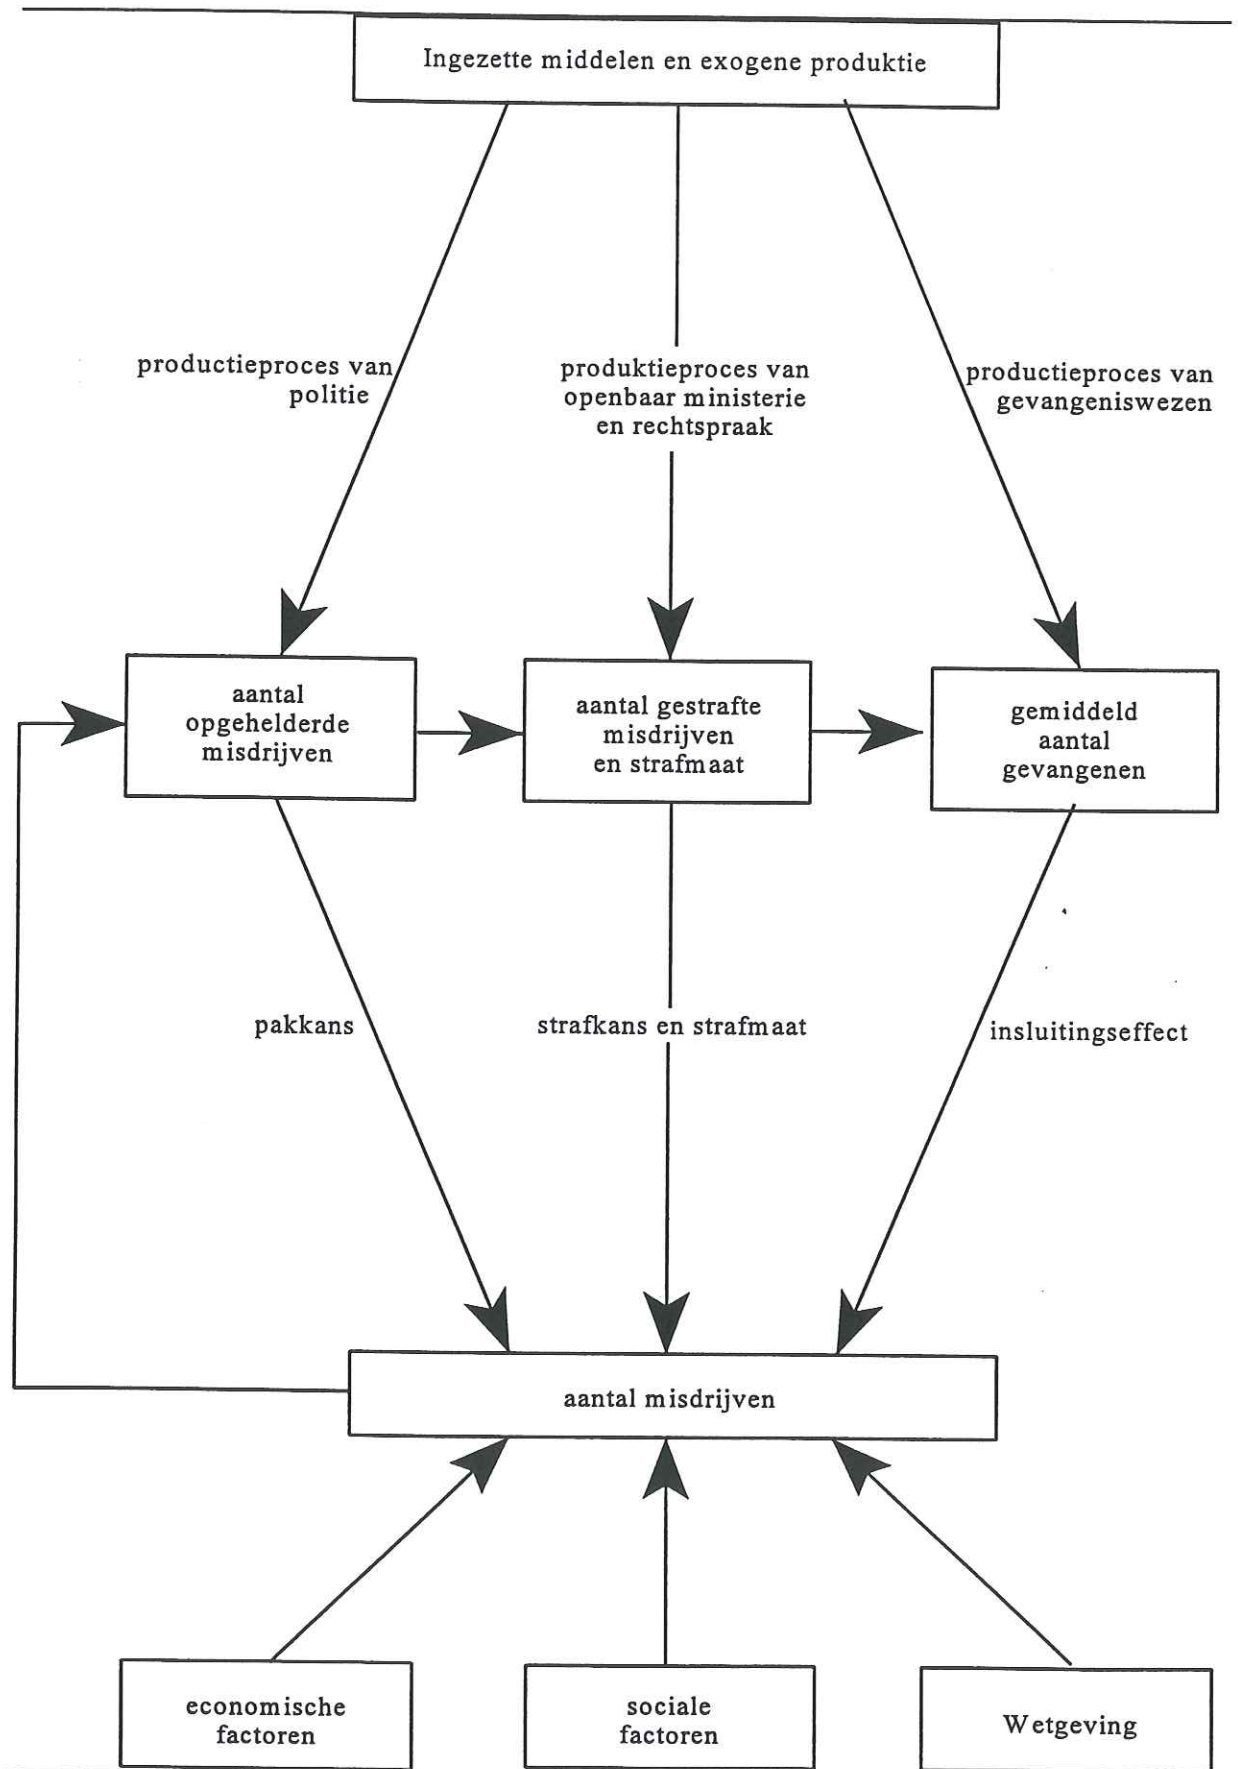 Ingezette middelen en exogene produktie
productieproces van
politie
produktieproces van
openbaar ministerie
en rechtspraak
productieproces van
gevangeniswezen
aantal
opgehelderde
misdrijven
aantal gestrafte
misdrijven
en strafmaat
gemiddeld
aantal
gevangenen
pakkans
strafkans en strafmaat
insluitingseffect
aantal misdrijven
economische
factoren
sociale
factoren
Wetgeving